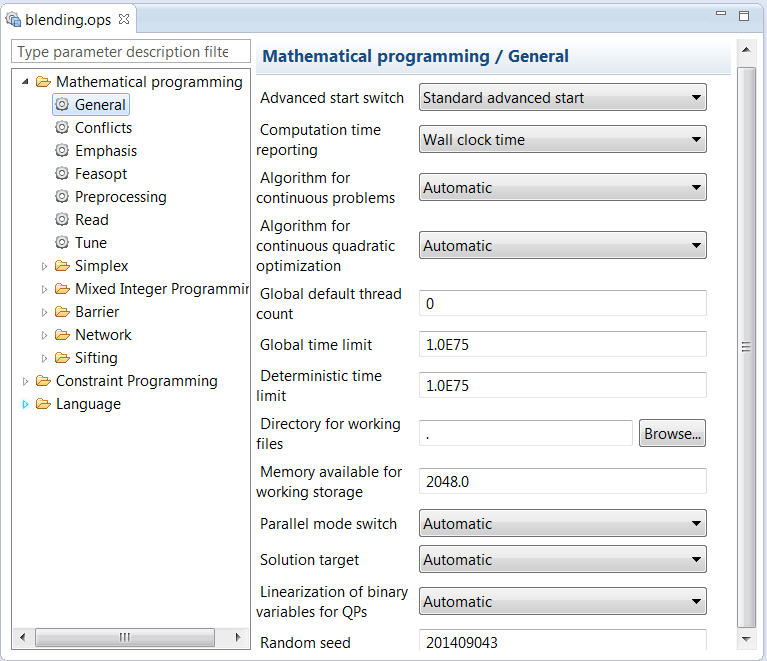 blending.ops
Type parameter description filte
Mathematical programming
General
Conflicts
Emphasis
Feasopt
Preprocessing
Read
Tune
Simplex
Mixed Integer Programmin
Barrier
Network
Sifting
Constraint Programming
Language
Mathematical programming / General
Advanced start switch
Standard advanced start
Computation time
reporting
Wall clock time
Algorithm for
continuous problems
Automatic
Algorithm for
continuous quadratic
optimization
Automatic
Global default thread
count
0
Global time limit
1.0E75
Deterministic time
limit
1.0E75
Directory for working
files
.
Browse...
Memory available for
working storage
2048.0
Parallel mode switch
Automatic
Solution target
Automatic
Linearization of binary
variables for QPs
Automatic
Random seed
201409043